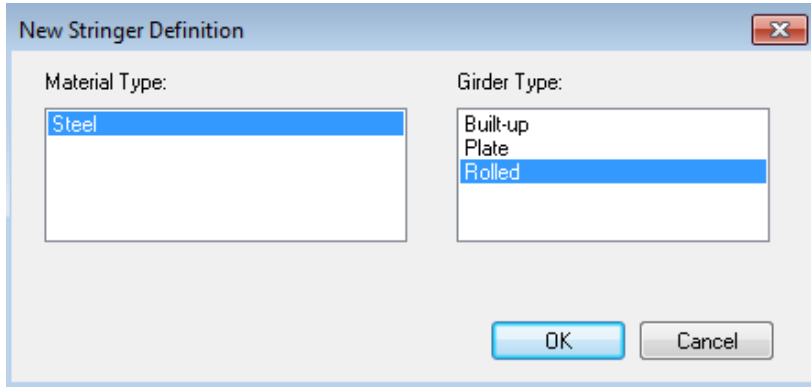 New Stringer Definition
Material Type:
Girder Type:
Steel
Built-up
Plate
Rolled
OK
Cancel